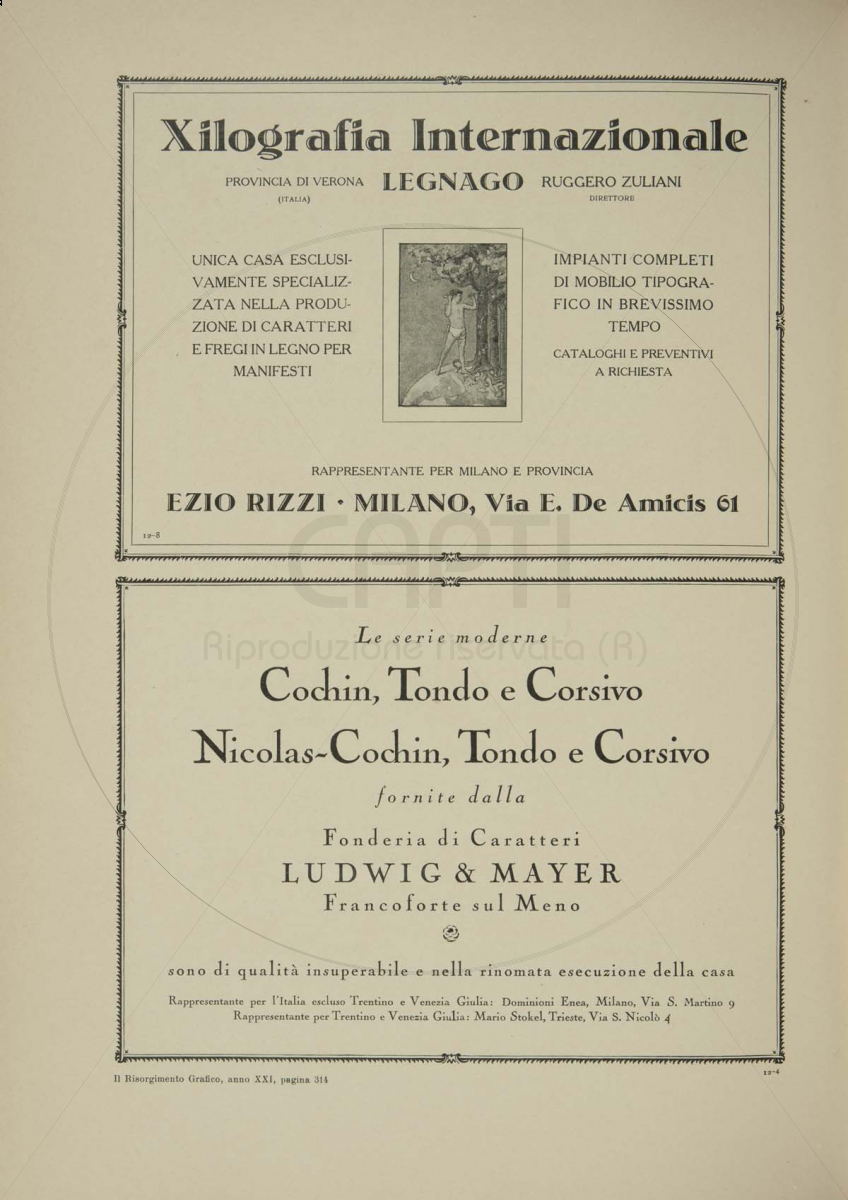 Xilografia Internazionale
PROVINCIA DI VERONA LEGNAGO RUGGERO ZULIANI
(ITALIA) DIRETTORE
UNICA CASA ESCLUSI-
VAMENTE SPECIALIZ-
ZATA NELLA PRODU-
ZIONE DI CARATTERI
E FREGI IN LEGNO PER
MANIFESTI
IMPIANTI COMPLETI
DI MOBILIO TIPOGRA-
FICO IN BREVISSIMO
TEMPO
CATALOGHI E PREVENTIVI
A RICHIESTA
RAPPRESENTANTE PER MILANO E PROVINCIA
EZIO RIZZI • MILANO, Via E. De Amicis 61
12-8
CAPTI
Riproduzione riservata (R)
Le serie moderne
Cochin, Tondo e Corsivo
Nicolas-Cochin, Tondo e Corsivo
fornite dalla
Fonderia di Caratteri
LUDWIG & MAYER
Francoforte sul Meno
sono di qualità insuperabile e nella rinomata esecuzione della casa
Rappresentante per l'Italia escluso Trentino e Venezia Giulia: Dominioni Enea, Milano, Via S. Martino 9
Rappresentante per Trentino e Venezia Giulia: Mario Stokel, Trieste, Via S. Nicolò 4
12-4
Il Risorgimento Grafico, anno XXI, pagina 314